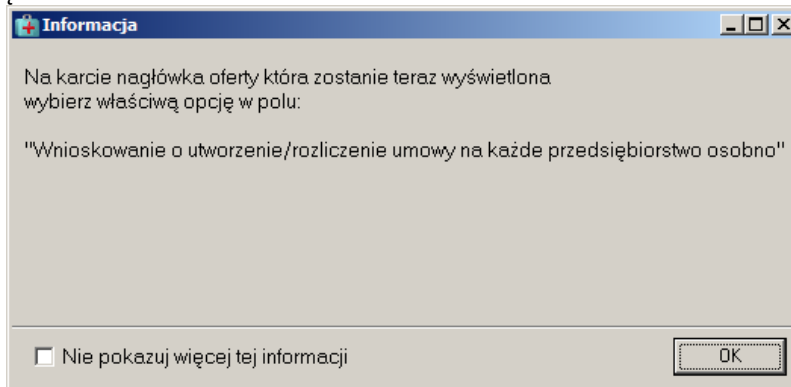 Informacja
Na karcie nagłówka oferty która zostanie teraz wyświetlona
wybierz właściwą opcję w polu:
"Wnioskowanie o utworzenie/rozliczenie umowy na każde przedsiębiorstwo osobno"
Nie pokazuj więcej tej informacji
OK